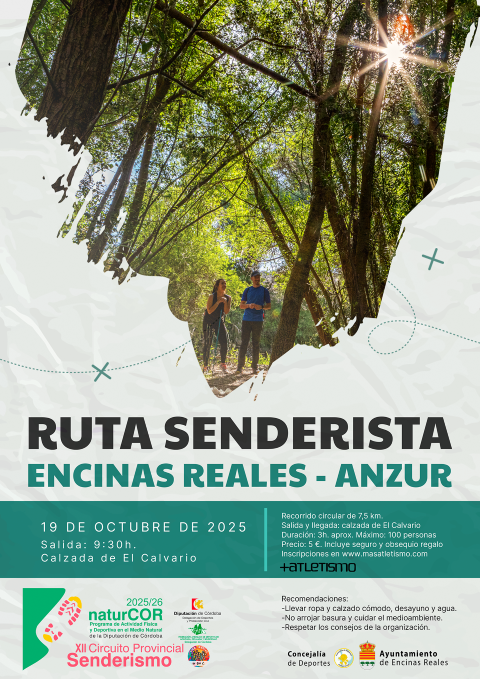 RUTA SENDERISTA
ENCINAS REALES - ANZUR
19 DE OCTUBRE DE 2025
Salida: 9:30h.
Calzada de El Calvario
Recorrido circular de 7,5 km.
Salida y llegada: calzada de El Calvario
Duración: 3h. aprox. Máximo: 100 personas
Precio: 5 €. Incluye seguro y obsequio regalo
Inscripciones en www.masatletismo.com
+ATLETISMO
2025/26
naturCOR
Programa de Actividad Física
y Deportiva en el Medio Natural
de la Diputación de Córdoba
XII Circuito Provincial
Senderismo
Diputación de Córdoba
Recomendaciones:
-Llevar ropa y calzado cómodo, desayuno y agua.
-No arrojar basura y cuidar el medioambiente.
-Respetar los consejos de la organización.
Concejalía
de Deportes
Ayuntamiento
de Encinas Reales